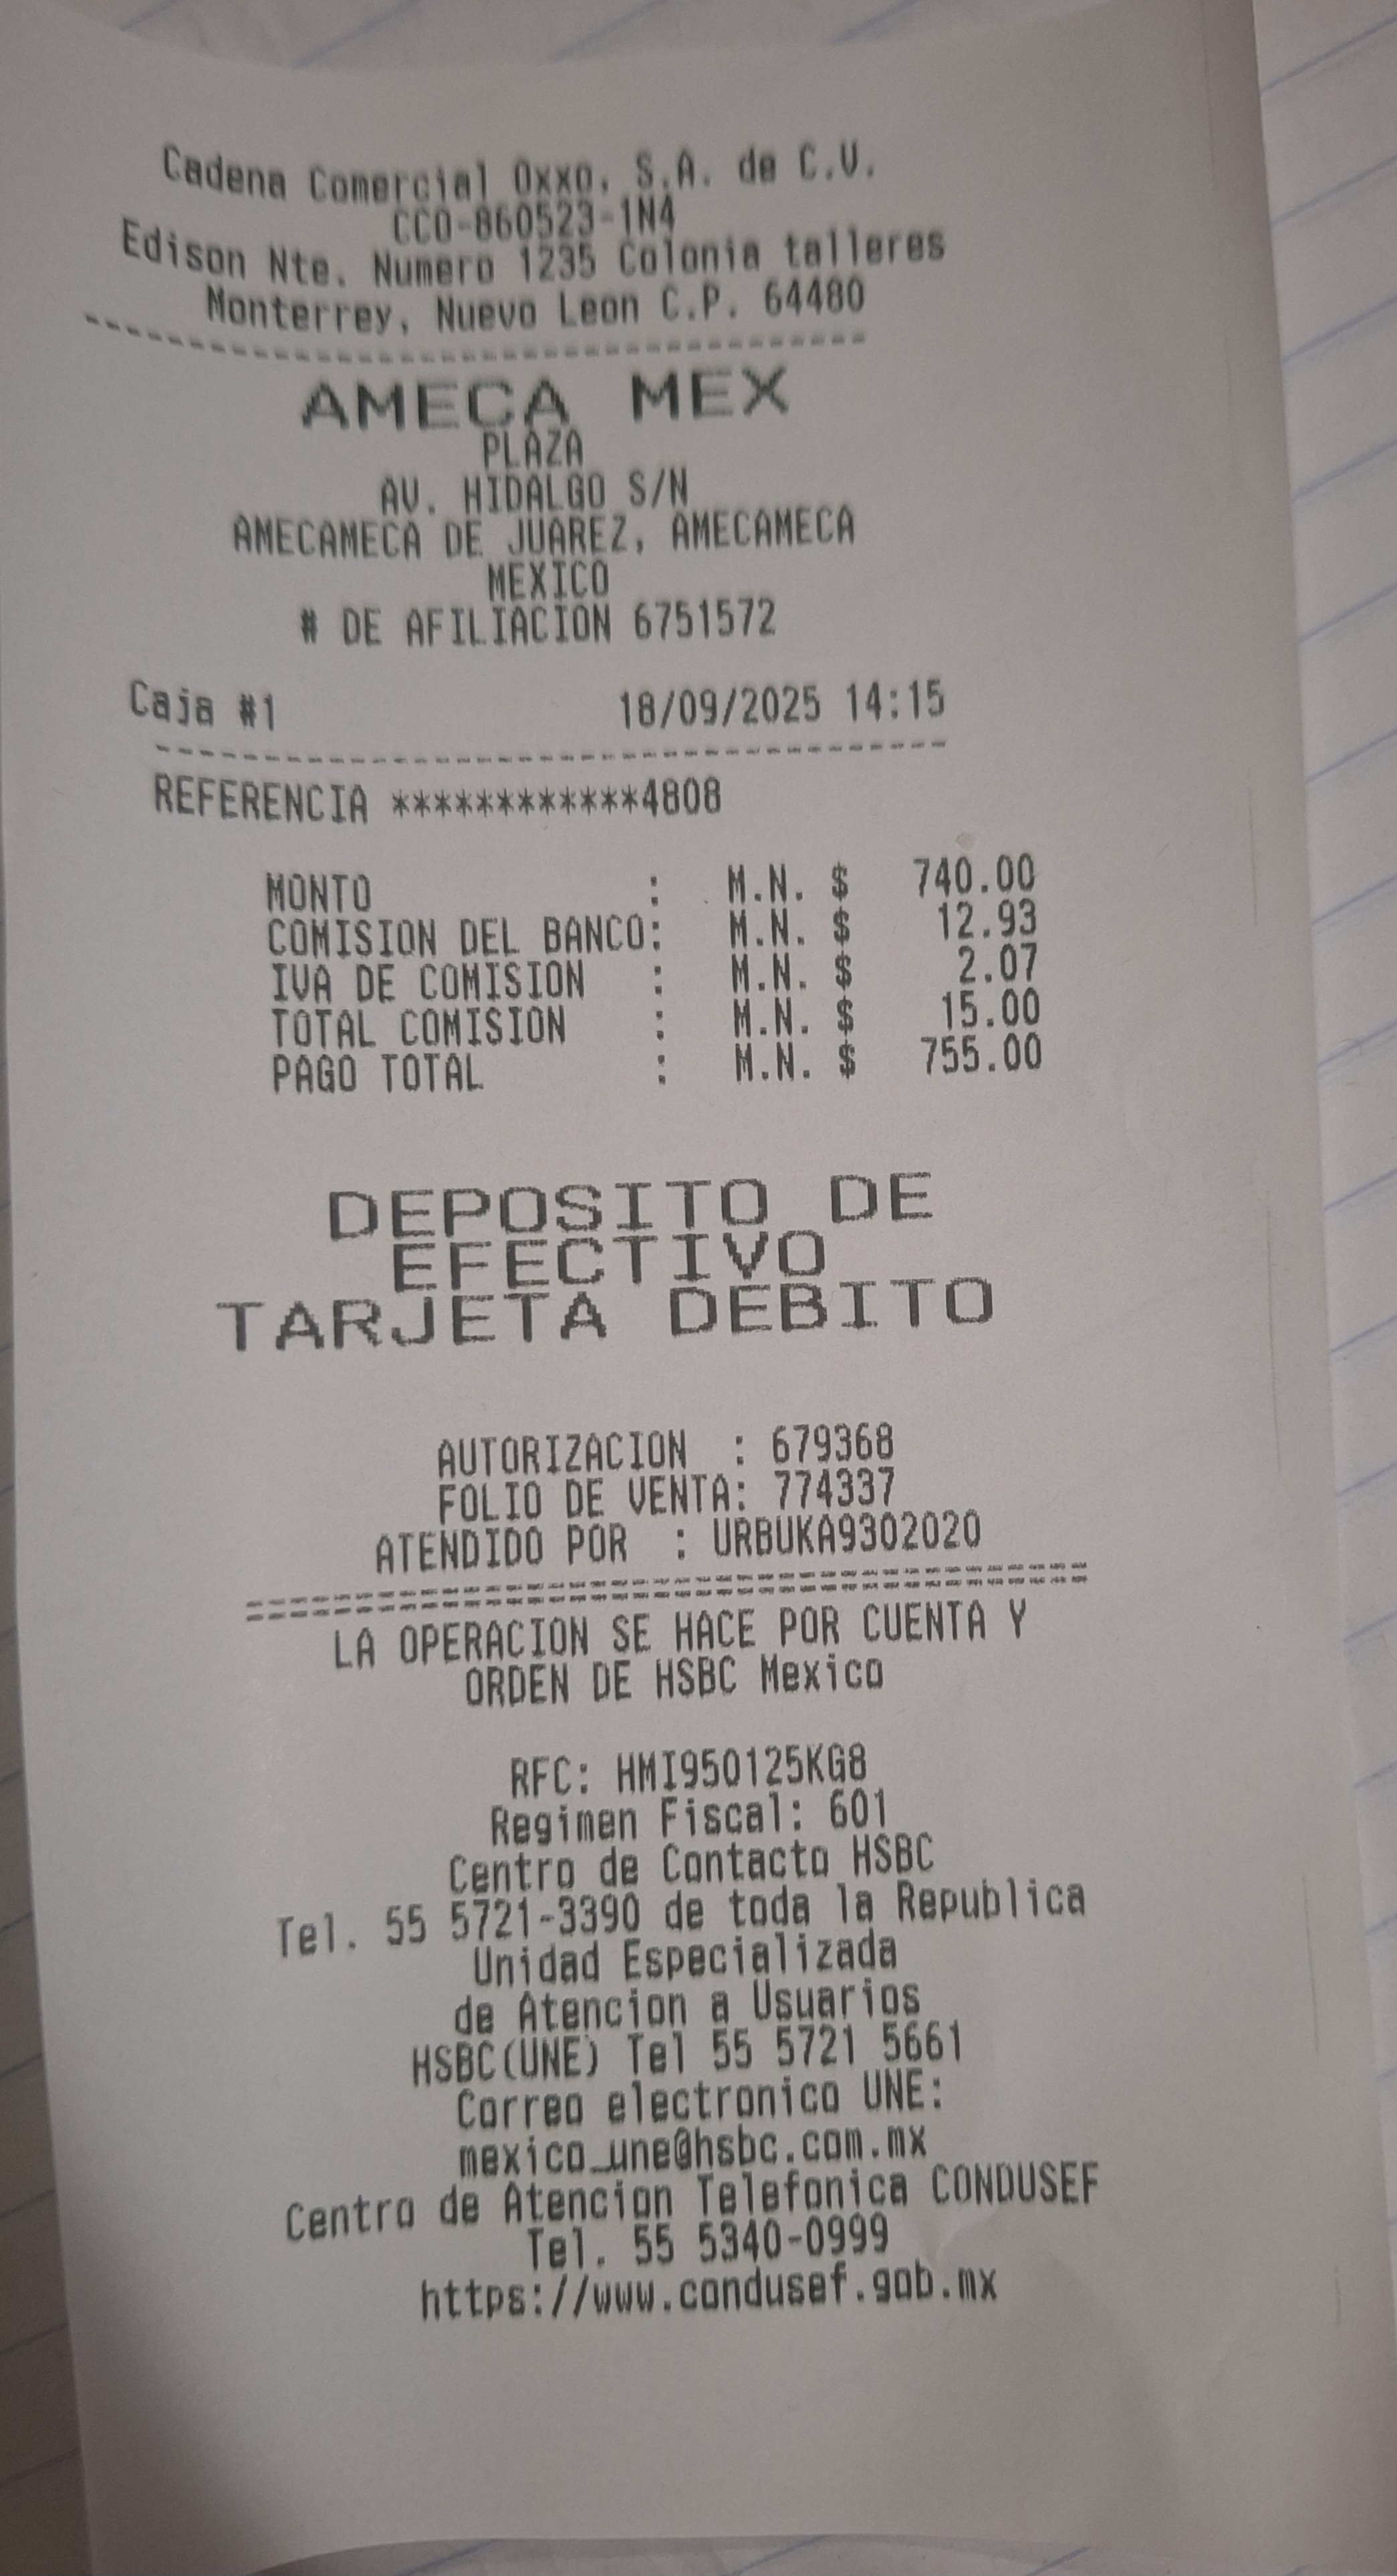 Cadena Comercial Oxxo, S.A. de C.V.
CCO-860523-1N4
Edison Nte. Numero 1235 Colonia talleres
Monterrey, Nuevo Leon C.P. 64480
----------------------------------------
AMECA MEX
PLAZA
AV. HIDALGO S/N
AMECAMECA DE JUAREZ, AMECAMECA
MEXICO
# DE AFILIACION 6751572
Caja #1 18/09/2025 14:15
----------------------------------------
REFERENCIA ************4808
MONTO : M.N. $ 740.00
COMISION DEL BANCO: M.N. $ 12.93
IVA DE COMISION : M.N. $ 2.07
TOTAL COMISION : M.N. $ 15.00
PAGO TOTAL : M.N. $ 755.00
DEPOSITO DE
EFECTIVO
TARJETA DEBITO
AUTORIZACION : 679368
FOLIO DE VENTA: 774337
ATENDIDO POR : URBUKA9302020
========================================
LA OPERACION SE HACE POR CUENTA Y
ORDEN DE HSBC Mexico
RFC: HMI950125KG8
Regimen Fiscal: 601
Centro de Contacto HSBC
Tel. 55 5721-3390 de toda la Republica
Unidad Especializada
de Atencion a Usuarios
HSBC(UNE) Tel 55 5721 5661
Correo electronico UNE:
mexico_une@hsbc.com.mx
Centro de Atencion Telefonica CONDUSEF
Tel. 55 5340-0999
https://www.condusef.gob.mx